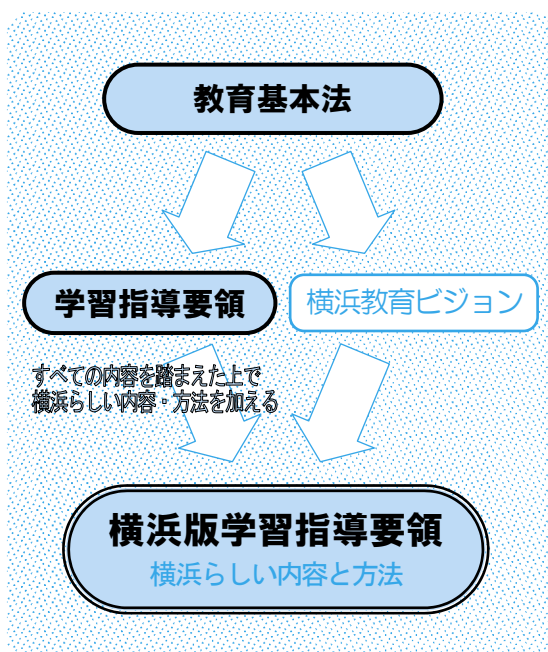 教育基本法
学習指導要領
横浜教育ビジョン
すべての内容を踏まえた上で
横浜らしい内容・方法を加える
横浜版学習指導要領
横浜らしい内容と方法